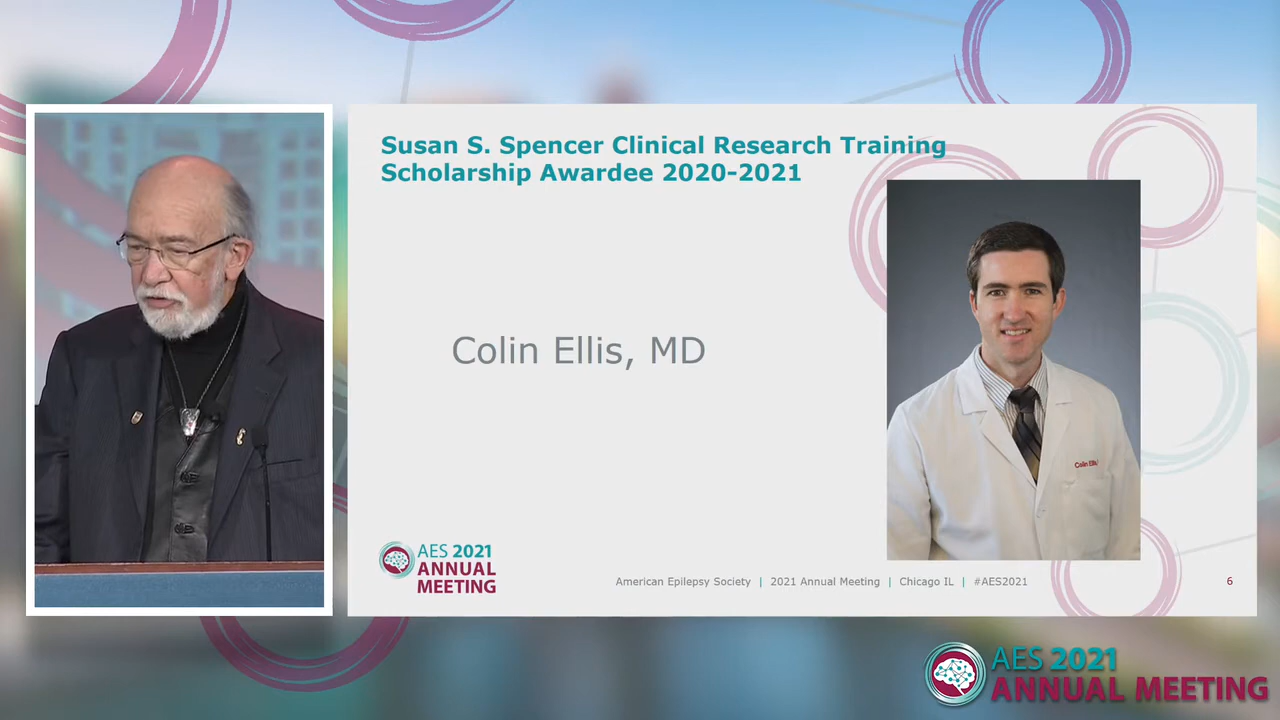 Susan S. Spencer Clinical Research Training
Scholarship Awardee 2020-2021
Colin Ellis, MD
Colin Ellis,
AES 2021
ANNUAL
MEETING
American Epilepsy Society | 2021 Annual Meeting | Chicago IL | #AES2021
6
AES 2021
ANNUAL MEETING